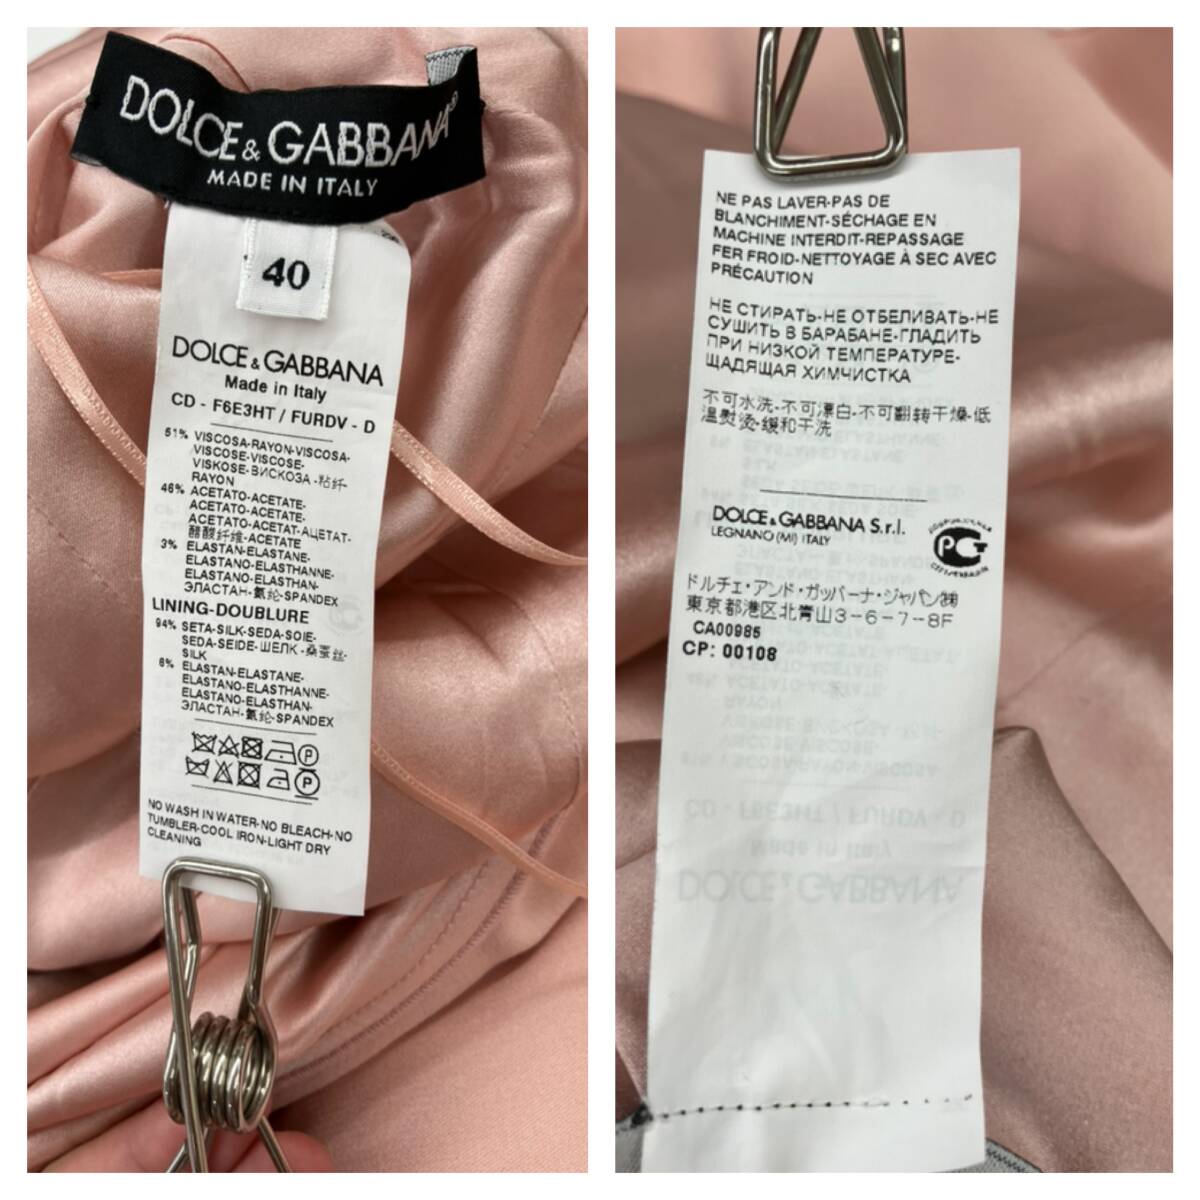 DOLCE & GABBANA®
MADE IN ITALY
40
DOLCE & GABBANA
Made in Italy
CD - F6E3HT / FURDV - D
51% VISCOSA-RAYON-VISCOSA-
VISCOSE-VISCOSE-
VISKOSE-ВИСКОЗА-粘纤-
RAYON
46% ACETATO-ACETATE-
ACETATO-ACETATE-
ACETATO-ACETAT-АЦЕТАТ-
醋酸纤维-ACETATE
3% ELASTAN-ELASTANE-
ELASTANO-ELASTHANNE-
ELASTANO-ELASTHAN-
ЭЛАСТАН-氨纶-SPANDEX
LINING-DOUBLURE
94% SETA-SILK-SEDA-SOIE-
SEDA-SEIDE-ШЕЛК-桑蚕丝-
SILK
6% ELASTAN-ELASTANE-
ELASTANO-ELASTHANNE-
ELASTANO-ELASTHAN-
ЭЛАСТАН-氨纶-SPANDEX
NO WASH IN WATER-NO BLEACH-NO
TUMBLER-COOL IRON-LIGHT DRY
CLEANING
NE PAS LAVER-PAS DE
BLANCHIMENT-SÉCHAGE EN
MACHINE INTERDIT-REPASSAGE
FER FROID-NETTOYAGE À SEC AVEC
PRÉCAUTION
НЕ СТИРАТЬ-НЕ ОТБЕЛИВАТЬ-НЕ
СУШИТЬ В БАРАБАНЕ-ГЛАДИТЬ
ПРИ НИЗКОЙ ТЕМПЕРАТУРЕ-
ЩАДЯЩАЯ ХИМЧИСТКА
不可水洗-不可漂白-不可翻转干燥-低
温熨烫-缓和干洗
DOLCE & GABBANA S.r.l.
LEGNANO (MI) ITALY
ドルチェ・アンド・ガッバーナ・ジャパン㈱
東京都港区北青山3-6-7-8F
CA00985
CP: 00108